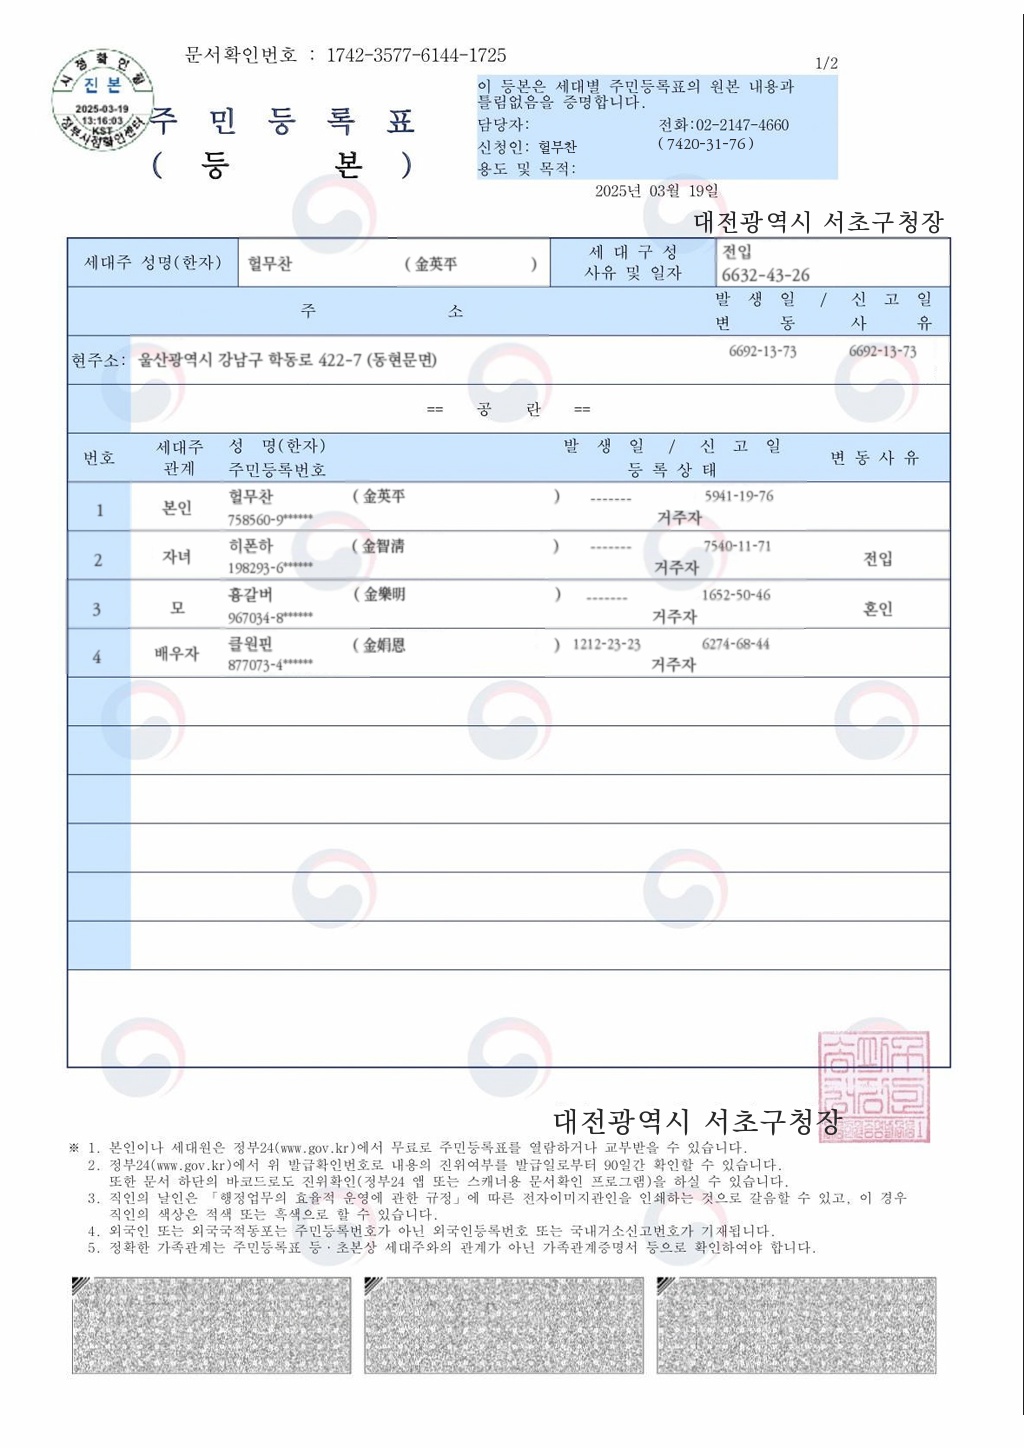 문서확인번호 : 1742-3577-6144-1725
1/2
시점확인필
진 본
2025-03-19
13:16:03
KST
정부시점확인센터
주 민 등 록 표
( 등 본 )
이 등본은 세대별 주민등록표의 원본 내용과
틀림없음을 증명합니다.
담당자: 전화:02-2147-4660
신청인: 헐무찬 (7420-31-76)
용도 및 목적:
2025년 03월 19일
대전광역시 서초구청장
세대주 성명(한자) 헐무찬 (金英平 ) 세 대 구 성 사유 및 일자 전입 6632-43-26
주 소 발 생 일 / 신 고 일
변 동 사 유
현주소: 울산광역시 강남구 학동로 422-7 (동현문면) 6692-13-73 6692-13-73
== 공 란 ==
번호 세대주 관계 성 명(한자) 주민등록번호 발 생 일 / 신 고 일 등 록 상 태 변 동 사 유
1 본인 헐무찬 (金英平 ) ------- 5941-19-76
758560-9****** 거주자
2 자녀 히폰하 (金智淸 ) ------- 7540-11-71 전입
198293-6****** 거주자
3 모 흉갈버 (金樂明 ) ------- 1652-50-46 혼인
967034-8****** 거주자
4 배우자 클원핀 (金娟恩 ) 1212-23-23 6274-68-44
877073-4****** 거주자
대전광역시 서초구청장
※ 1. 본인이나 세대원은 정부24(www.gov.kr)에서 무료로 주민등록표를 열람하거나 교부받을 수 있습니다.
2. 정부24(www.gov.kr)에서 위 발급확인번호로 내용의 진위여부를 발급일로부터 90일간 확인할 수 있습니다.
또한 문서 하단의 바코드로도 진위확인(정부24 앱 또는 스캐너용 문서확인 프로그램)을 하실 수 있습니다.
3. 직인의 날인은 「행정업무의 효율적 운영에 관한 규정」에 따른 전자이미지관인을 인쇄하는 것으로 갈음할 수 있고, 이 경우
직인의 색상은 적색 또는 흑색으로 할 수 있습니다.
4. 외국인 또는 외국국적동포는 주민등록번호가 아닌 외국인등록번호 또는 국내거소신고번호가 기재됩니다.
5. 정확한 가족관계는 주민등록표 등·초본상 세대주와의 관계가 아닌 가족관계증명서 등으로 확인하여야 합니다.